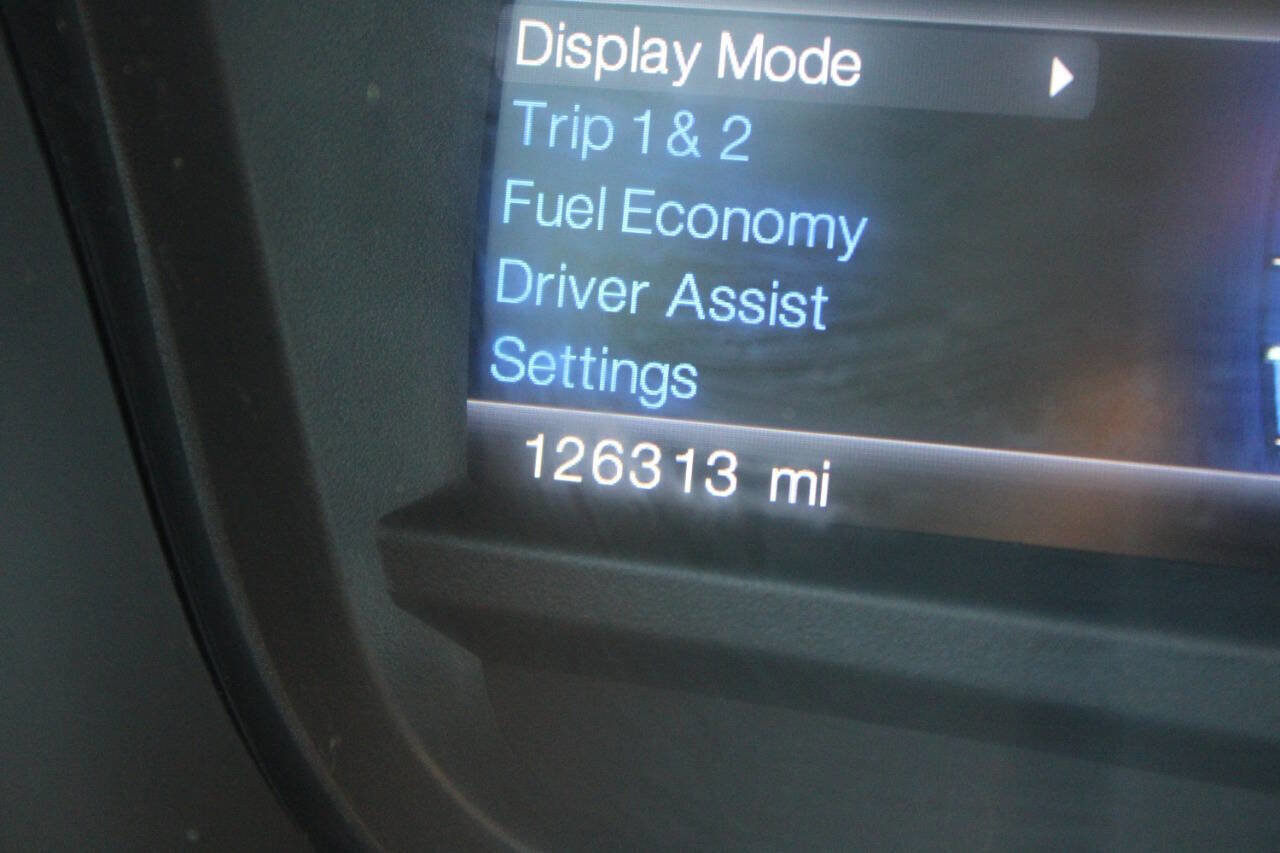 Display Mode
Trip 1 & 2
Fuel Economy
Driver Assist
Settings
126313 mi